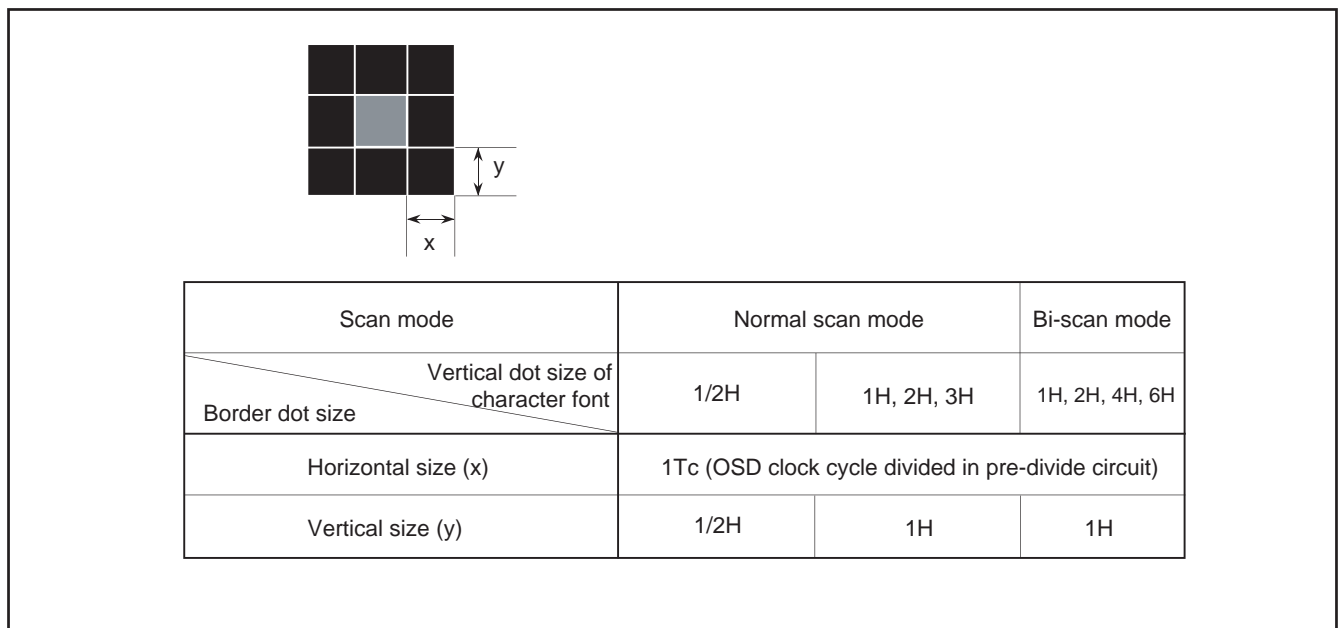 y
x
Scan mode
Normal scan mode
Bi-scan mode
Vertical dot size of
character font
Border dot size
1/2H
1H, 2H, 3H
1H, 2H, 4H, 6H
Horizontal size (x)
1Tc (OSD clock cycle divided in pre-divide circuit)
Vertical size (y)
1/2H
1H
1H